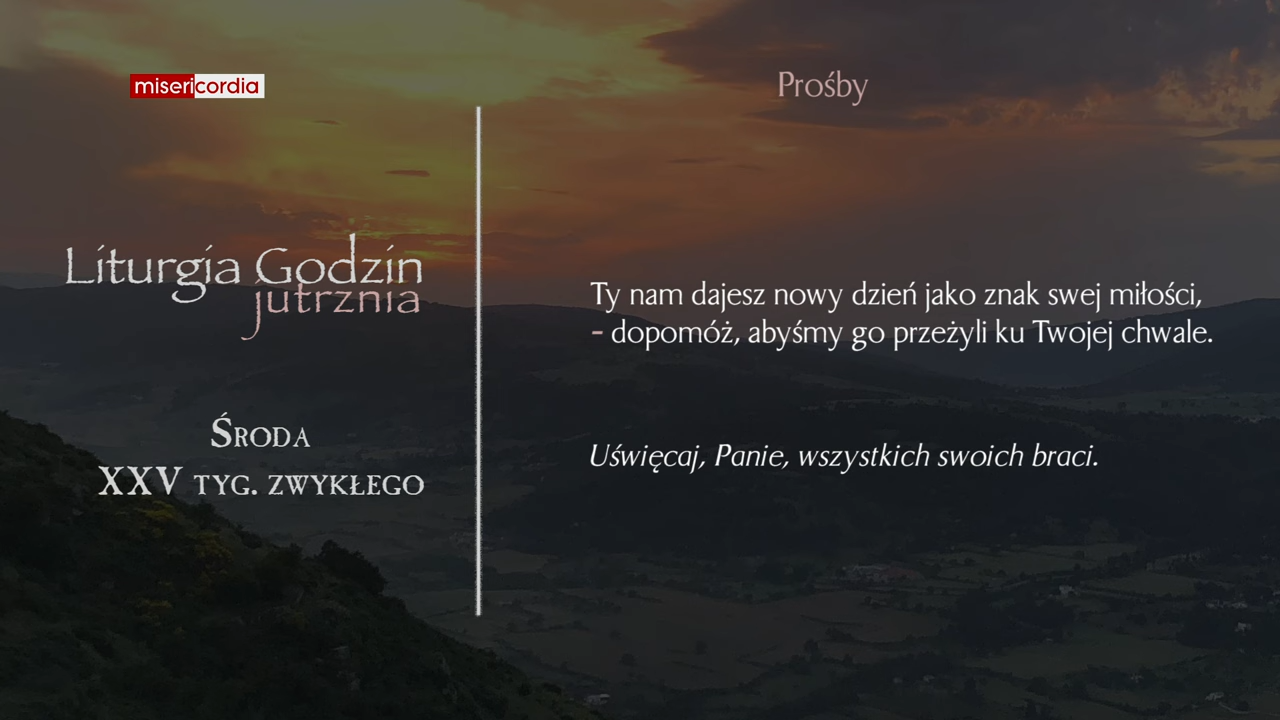 misericordia
Liturgia Godzin
jutrznia
Środa
XXV tyg. zwykłego
Prośby
Ty nam dajesz nowy dzień jako znak swej miłości,
- dopomóż, abyśmy go przeżyli ku Twojej chwale.
Uświęcaj, Panie, wszystkich swoich braci.